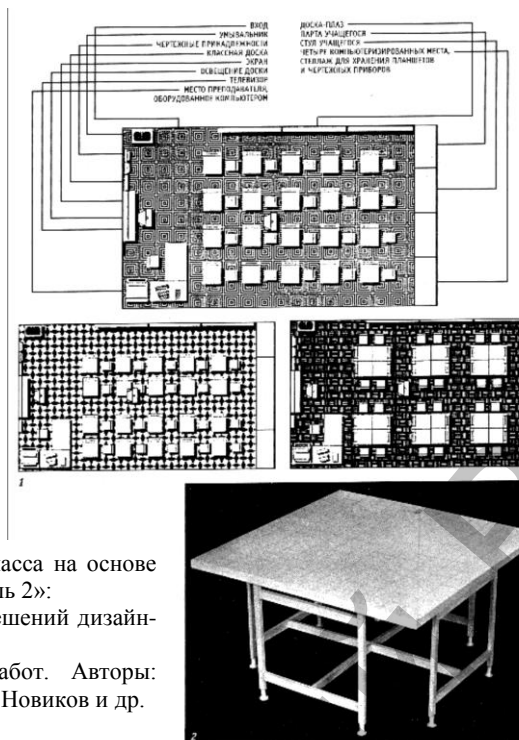 ВХОД
УМЫВАЛЬНИК
ЧЕРТЕЖНЫЕ ПРИНАДЛЕЖНОСТИ
КЛАССНАЯ ДОСКА
ЭКРАН
ОСВЕЩЕНИЕ ДОСКИ
ТЕЛЕВИЗОР
МЕСТО ПРЕПОДАВАТЕЛЯ,
ОБОРУДОВАННОЕ КОМПЬЮТЕРОМ
ДОСКА-ПЛАЗ
ПАРТА УЧАЩЕГОСЯ
СТУЛ УЧАЩЕГОСЯ
ЧЕТЫРЕ КОМПЬЮТЕРИЗИРОВАННЫХ МЕСТА,
СТЕЛЛАЖ ДЛЯ ХРАНЕНИЯ ПЛАНШЕТОВ
И ЧЕРТЕЖНЫХ ПРИБОРОВ
1
асса на основе
ль 2»:
ешений дизайн-
абот. Авторы:
Новиков и др.
2